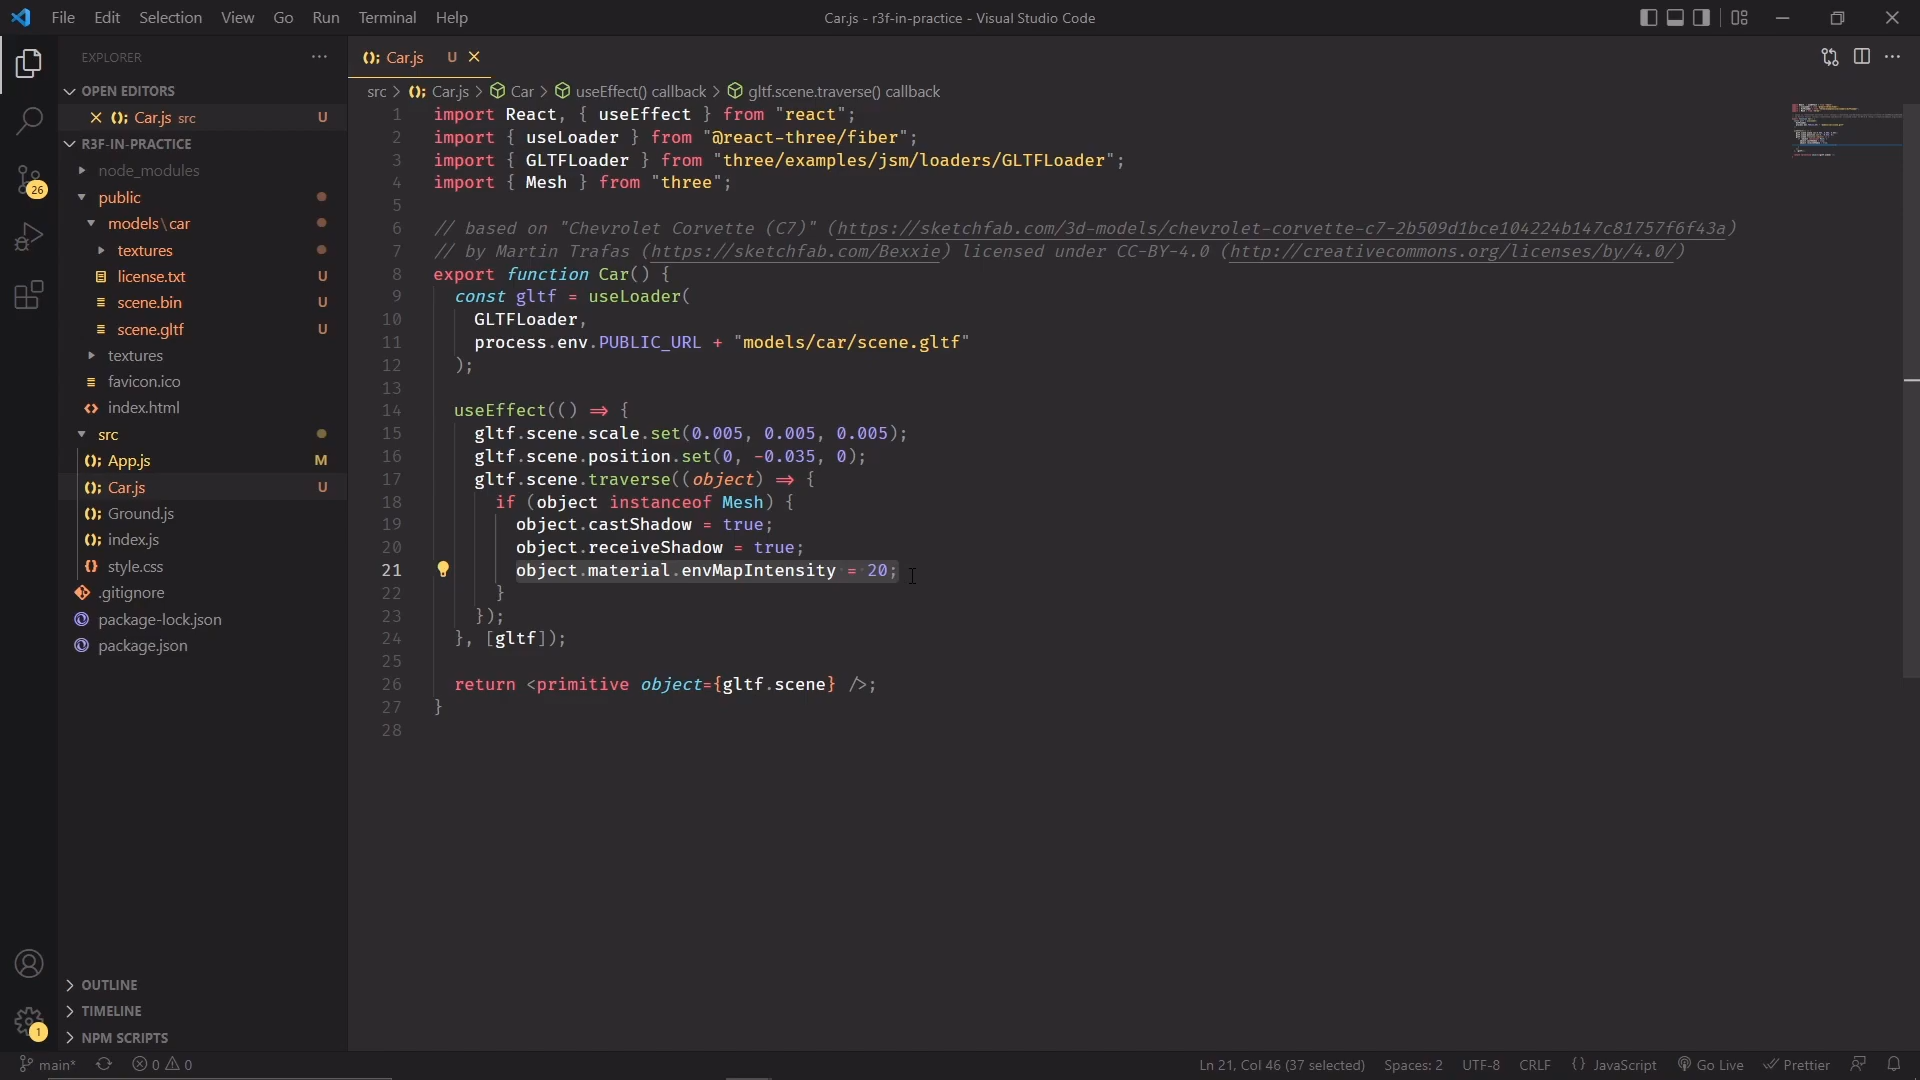 File Edit Selection View Go Run Terminal Help
Car.js - r3f-in-practice - Visual Studio Code
EXPLORER
OPEN EDITORS
Car.js src U
R3F-IN-PRACTICE
node_modules
public
models\car
textures
license.txt U
scene.bin U
scene.gltf U
textures
favicon.ico
index.html
src
App.js M
Car.js U
Ground.js
index.js
style.css
.gitignore
package-lock.json
package.json
OUTLINE
TIMELINE
NPM SCRIPTS
26
1
Car.js U
src > Car.js > Car > useEffect() callback > gltf.scene.traverse() callback
1 import React, { useEffect } from "react";
2 import { useLoader } from "@react-three/fiber";
3 import { GLTFLoader } from "three/examples/jsm/loaders/GLTFLoader";
4 import { Mesh } from "three";
5
6 // based on "Chevrolet Corvette (C7)" (https://sketchfab.com/3d-models/chevrolet-corvette-c7-2b509d1bce104224b147c81757f6f43a)
7 // by Martin Trafas (https://sketchfab.com/Bexxie) licensed under CC-BY-4.0 (http://creativecommons.org/licenses/by/4.0/)
8 export function Car() {
9 const gltf = useLoader(
10 GLTFLoader,
11 process.env.PUBLIC_URL + "models/car/scene.gltf"
12 );
13
14 useEffect(() => {
15 gltf.scene.scale.set(0.005, 0.005, 0.005);
16 gltf.scene.position.set(0, -0.035, 0);
17 gltf.scene.traverse((object) => {
18 if (object instanceof Mesh) {
19 object.castShadow = true;
20 object.receiveShadow = true;
21 object.material.envMapIntensity = 20;
22 }
23 });
24 }, [gltf]);
25
26 return <primitive object={gltf.scene} />;
27 }
28
main* 0 0
Ln 21, Col 46 (37 selected) Spaces: 2 UTF-8 CRLF {} JavaScript Go Live Prettier